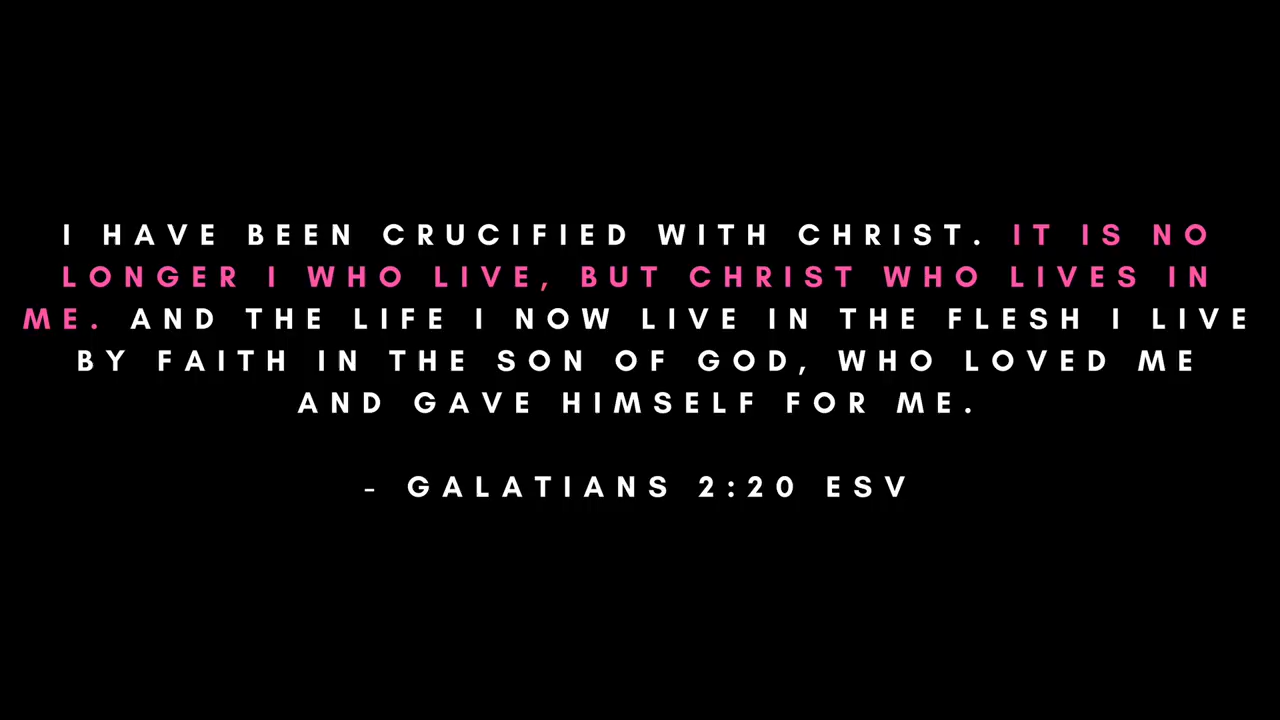 I HAVE BEEN CRUCIFIED WITH CHRIST. IT IS NO
LONGER I WHO LIVE, BUT CHRIST WHO LIVES IN
ME. AND THE LIFE I NOW LIVE IN THE FLESH I LIVE
BY FAITH IN THE SON OF GOD, WHO LOVED ME
AND GAVE HIMSELF FOR ME.
- GALATIANS 2:20 ESV